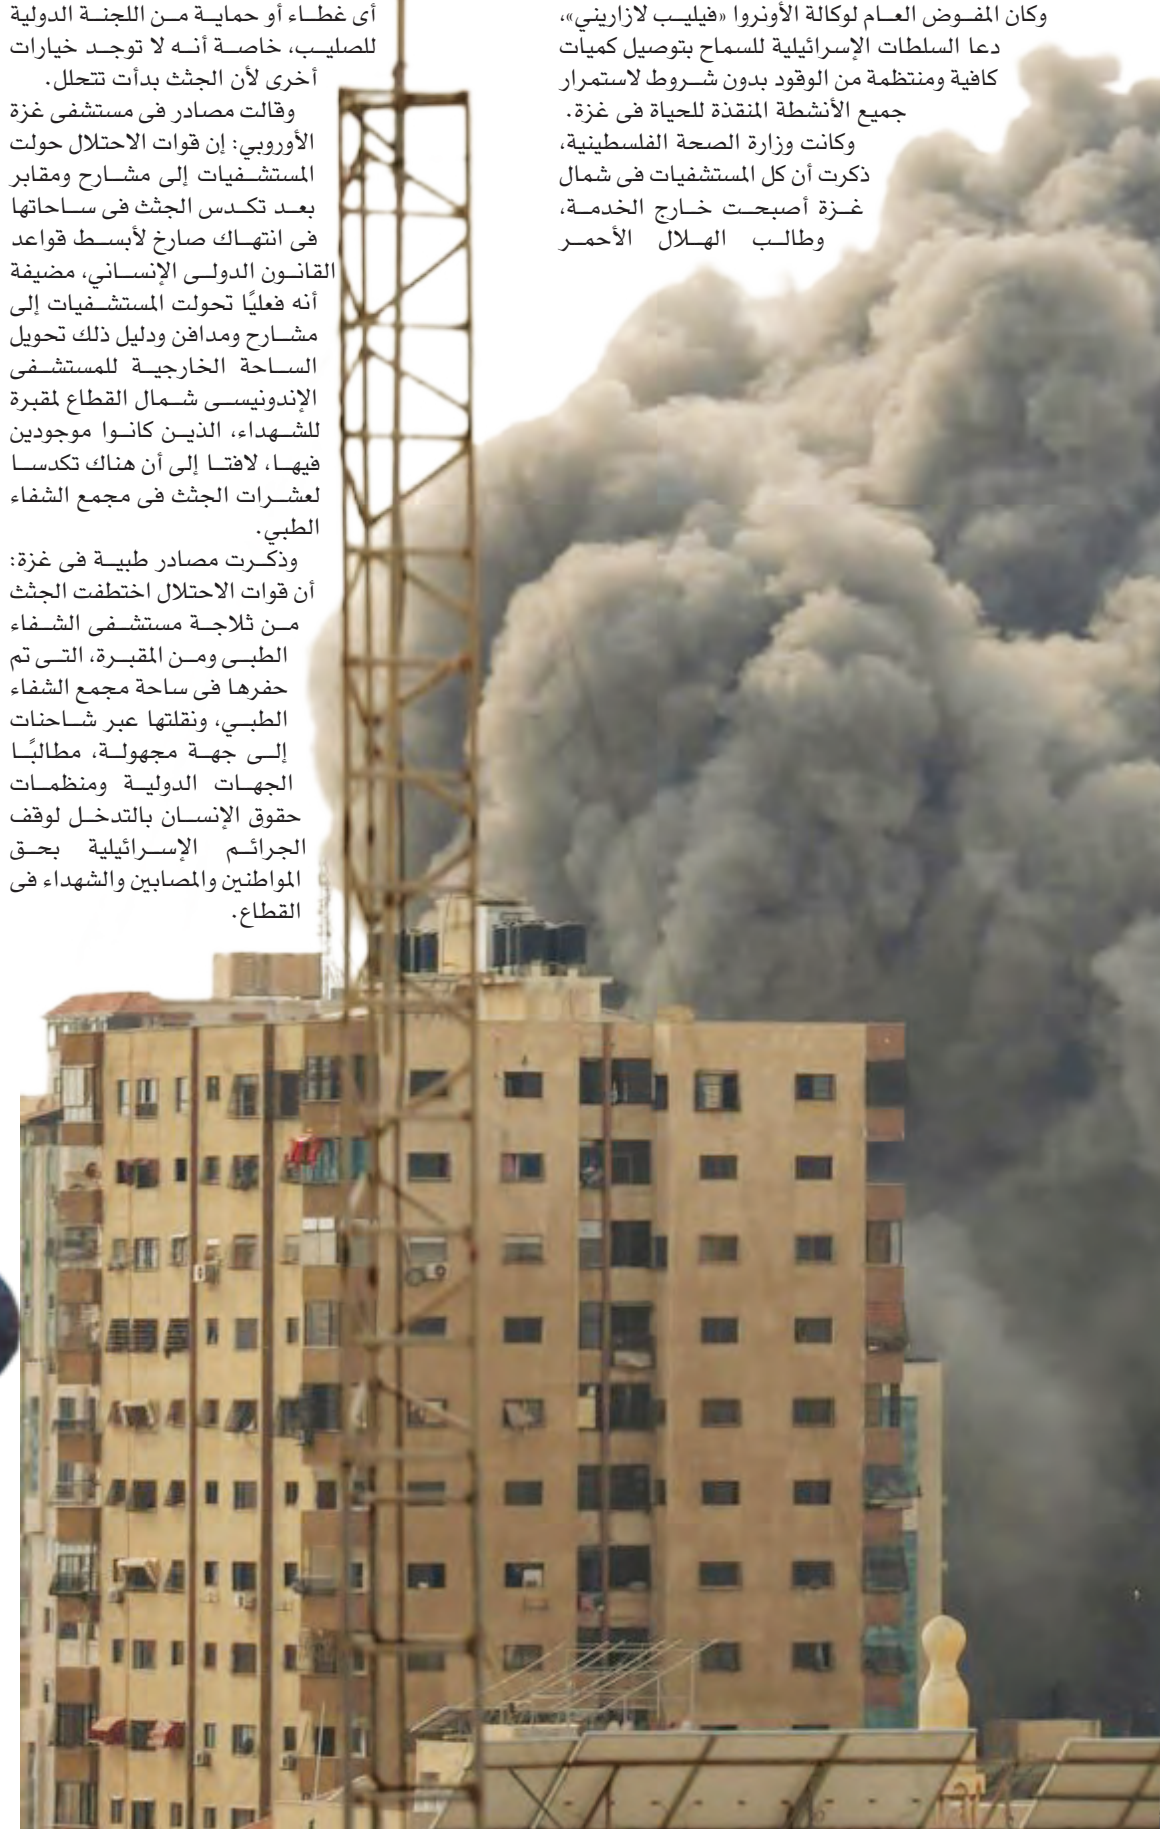 وكان المفوض العام لوكالة الأونروا «فيليب لازاريني»،
دعا السلطات الإسرائيلية للسماح بتوصيل كميات
كافية ومنتظمة من الوقود بدون شروط لاستمرار
جميع الأنشطة المنقذة للحياة فى غزة.
وكانت وزارة الصحة الفلسطينية،
ذكرت أن كل المستشفيات فى شمال
غزة أصبحت خارج الخدمة،
وطالب الهلال الأحمر
أى غطاء أو حماية من اللجنة الدولية
للصليب، خاصة أنه لا توجد خيارات
أخرى لأن الجثث بدأت تتحلل.
وقالت مصادر فى مستشفى غزة
الأوروبي: إن قوات الاحتلال حولت
المستشفيات إلى مشارح ومقابر
بعد تكدس الجثث فى ساحاتها
فى انتهاك صارخ لأبسط قواعد
القانون الدولى الإنساني، مضيفة
أنه فعليًا تحولت المستشفيات إلى
مشارح ومدافن ودليل ذلك تحويل
الساحة الخارجية للمستشفى
الإندونيسى شمال القطاع لمقبرة
للشهداء، الذين كانوا موجودين
فيها، لافتا إلى أن هناك تكدسا
لعشرات الجثث فى مجمع الشفاء
الطبي.
وذكرت مصادر طبية فى غزة:
أن قوات الاحتلال اختطفت الجثث
من ثلاجة مستشفى الشفاء
الطبى ومن المقبرة، التى تم
حفرها فى ساحة مجمع الشفاء
الطبي، ونقلتها عبر شاحنات
إلى جهة مجهولة، مطالبًا
الجهات الدولية ومنظمات
حقوق الإنسان بالتدخل لوقف
الجرائم الإسرائيلية بحق
المواطنين والمصابين والشهداء فى
القطاع.